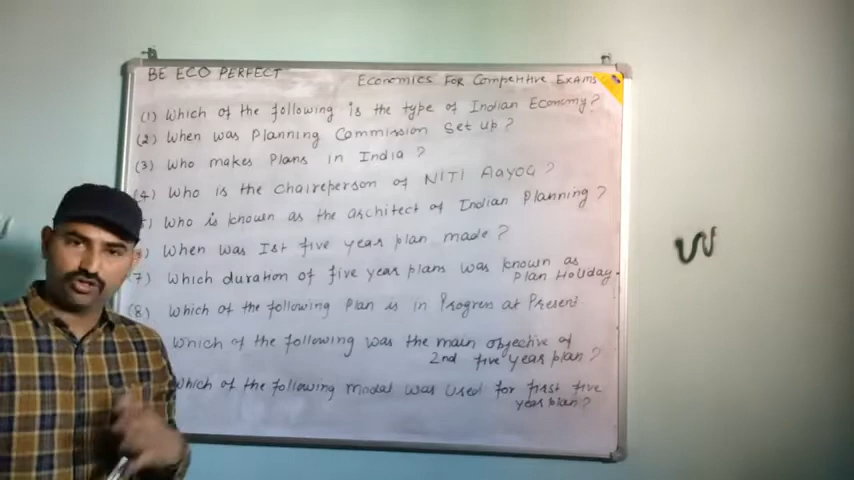 BE ECO PERFECT
Economics For Competitive Exams
(1) Which of the following is the type of Indian Economy?
(2) When was Planning Commission Set up?
(3) Who makes Plans in India?
(4) Who is the Chaireperson of NITI Aayog?
5) Who is known as the architect of Indian Planning?
) When was Ist five year plan made?
7) Which duration of five year plans was known as
Plan Holiday.
(8) Which of the following Plan is in Progress at Present
Which of the following was the main objective of
2nd five year plan?
Which of the following model was used for first five
year plan?